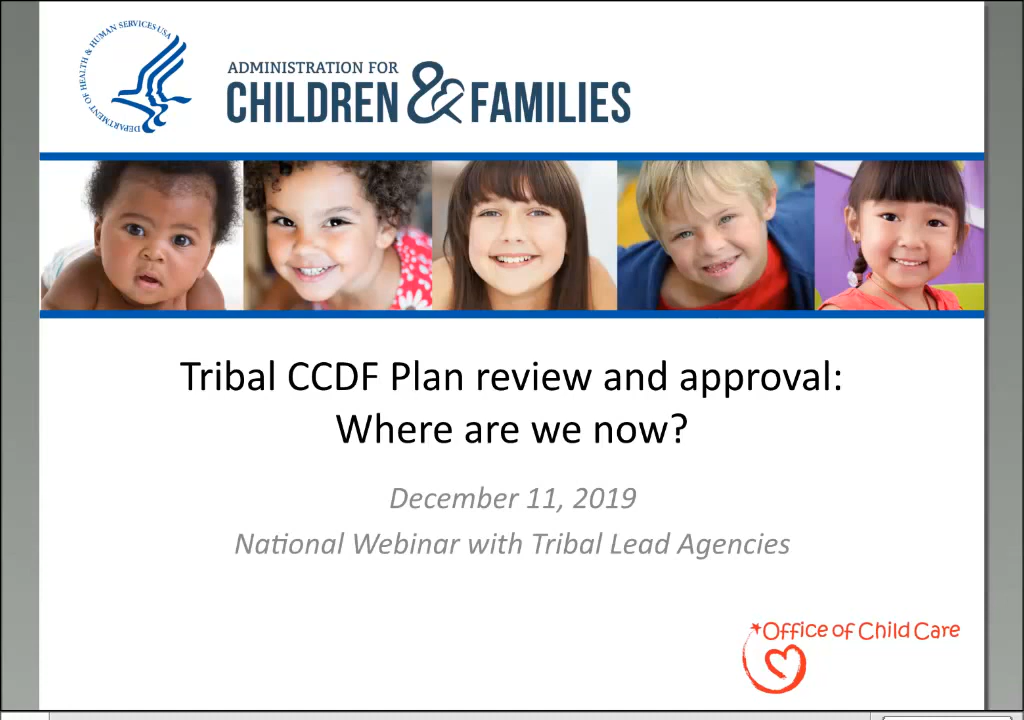 DEPARTMENT OF HEALTH & HUMAN SERVICES USA
ADMINISTRATION FOR
CHILDREN & FAMILIES
Tribal CCDF Plan review and approval:
Where are we now?
December 11, 2019
National Webinar with Tribal Lead Agencies
Office of Child Care